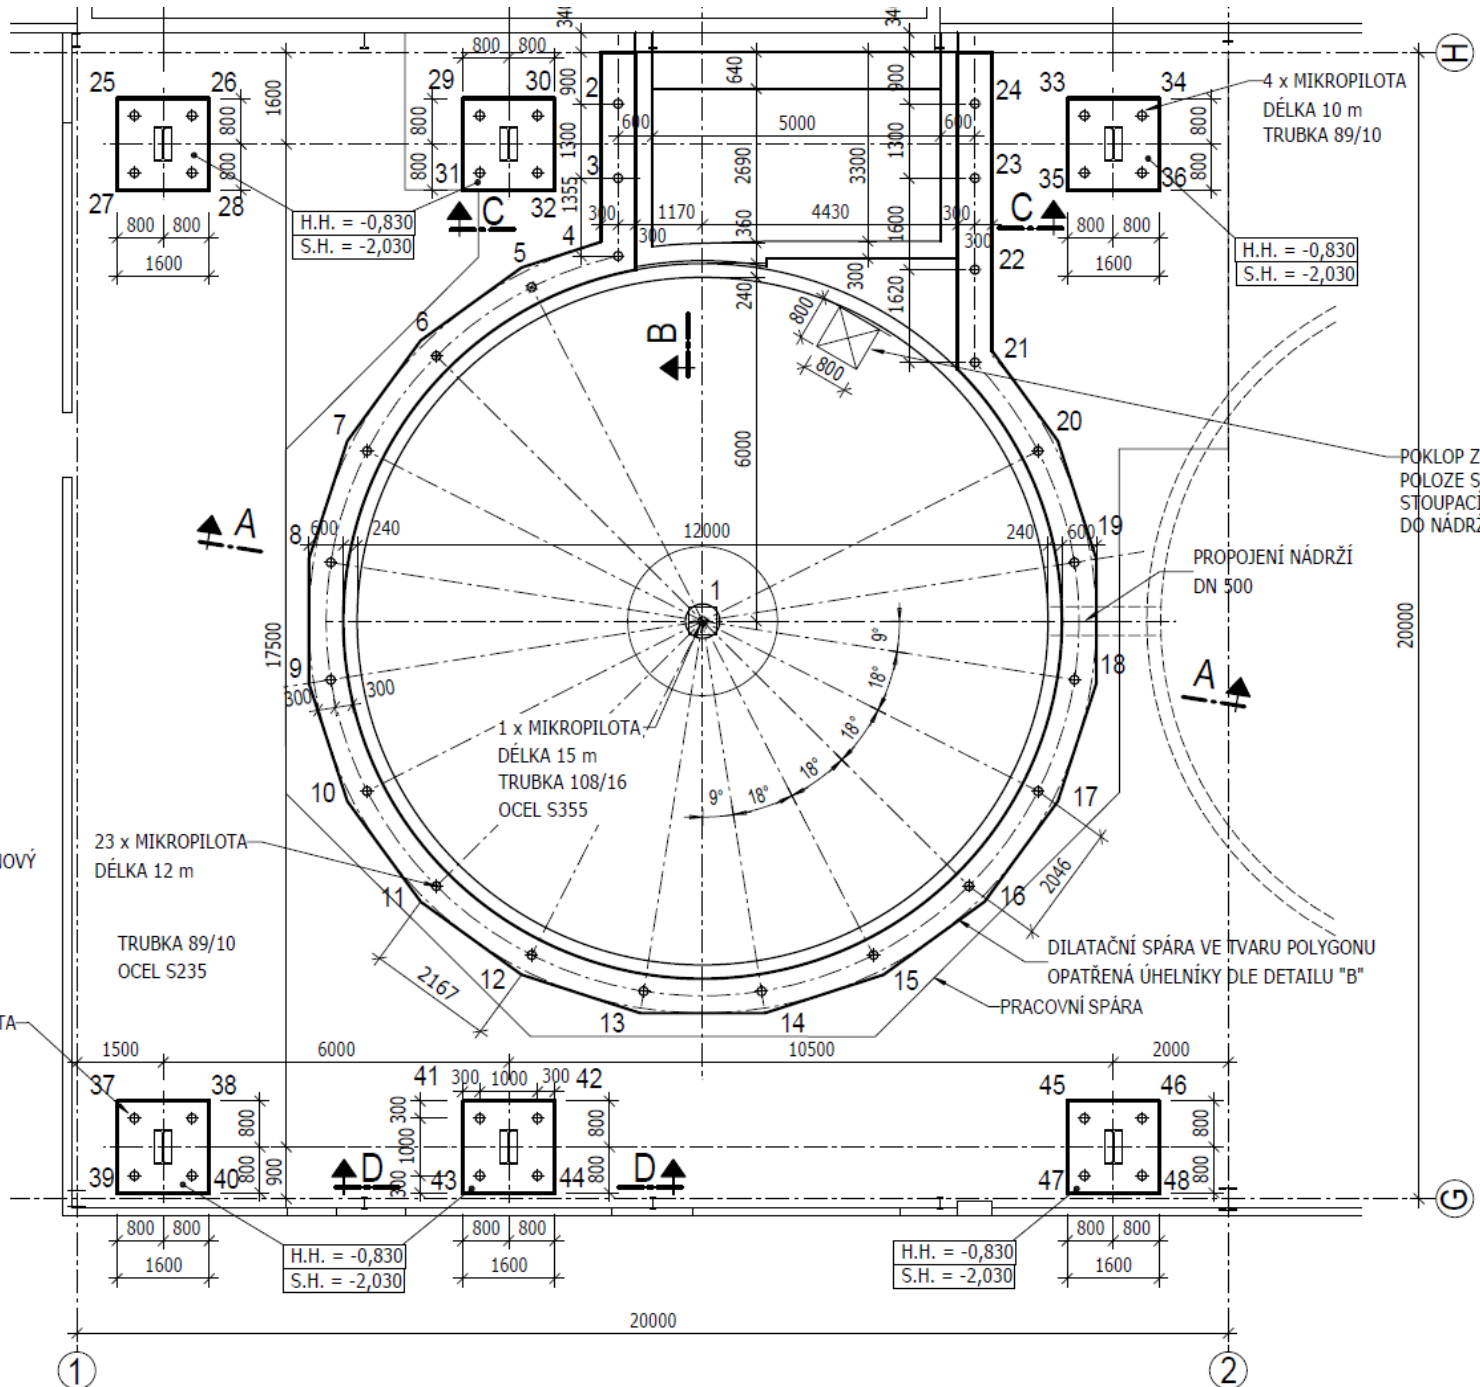 340
340
H
800 800
800 800
25 26
29 30
33 34
1600
900
640
900
2
24
4 x MIKROPILOTA
DÉLKA 10 m
TRUBKA 89/10
600
5000
600
1300
1300
2690
3300
3
23
31
35 36
27 28
32
C
C
1355
1600
300 1170 4430 300
300
300
360
800 800
1600
H.H. = -0,830
S.H. = -2,030
H.H. = -0,830
S.H. = -2,030
800 800
1600
4
5
22
240
300
1620
800
800
6
B
21
7
20
6000
POKLOP Z
POLOZE S
STOUPACÍ
DO NÁDRŽ
A
8
600 240
12000
240 600
19
PROPOJENÍ NÁDRŽÍ
DN 500
1
17500
20000
9°
18°
18°
18°
18°
9°
9
300 300
18
A
1 x MIKROPILOTA
DÉLKA 15 m
TRUBKA 108/16
OCEL S355
10
17
NOVÝ
23 x MIKROPILOTA
DÉLKA 12 m
11
16
2046
TRUBKA 89/10
OCEL S235
DILATAČNÍ SPÁRA VE TVARU POLYGONU
OPATŘENÁ ÚHELNÍKY DLE DETAILU "B"
12
2167
15
13
14
PRACOVNÍ SPÁRA
TA
1500 6000 10500 2000
37 38
41 300 1000 300 42
45 46
800
800
900
300
1000
300
800
800
800
800
39 40
D
43 44
D
47 48
G
800 800
1600
H.H. = -0,830
S.H. = -2,030
800 800
1600
H.H. = -0,830
S.H. = -2,030
800 800
1600
20000
1
2